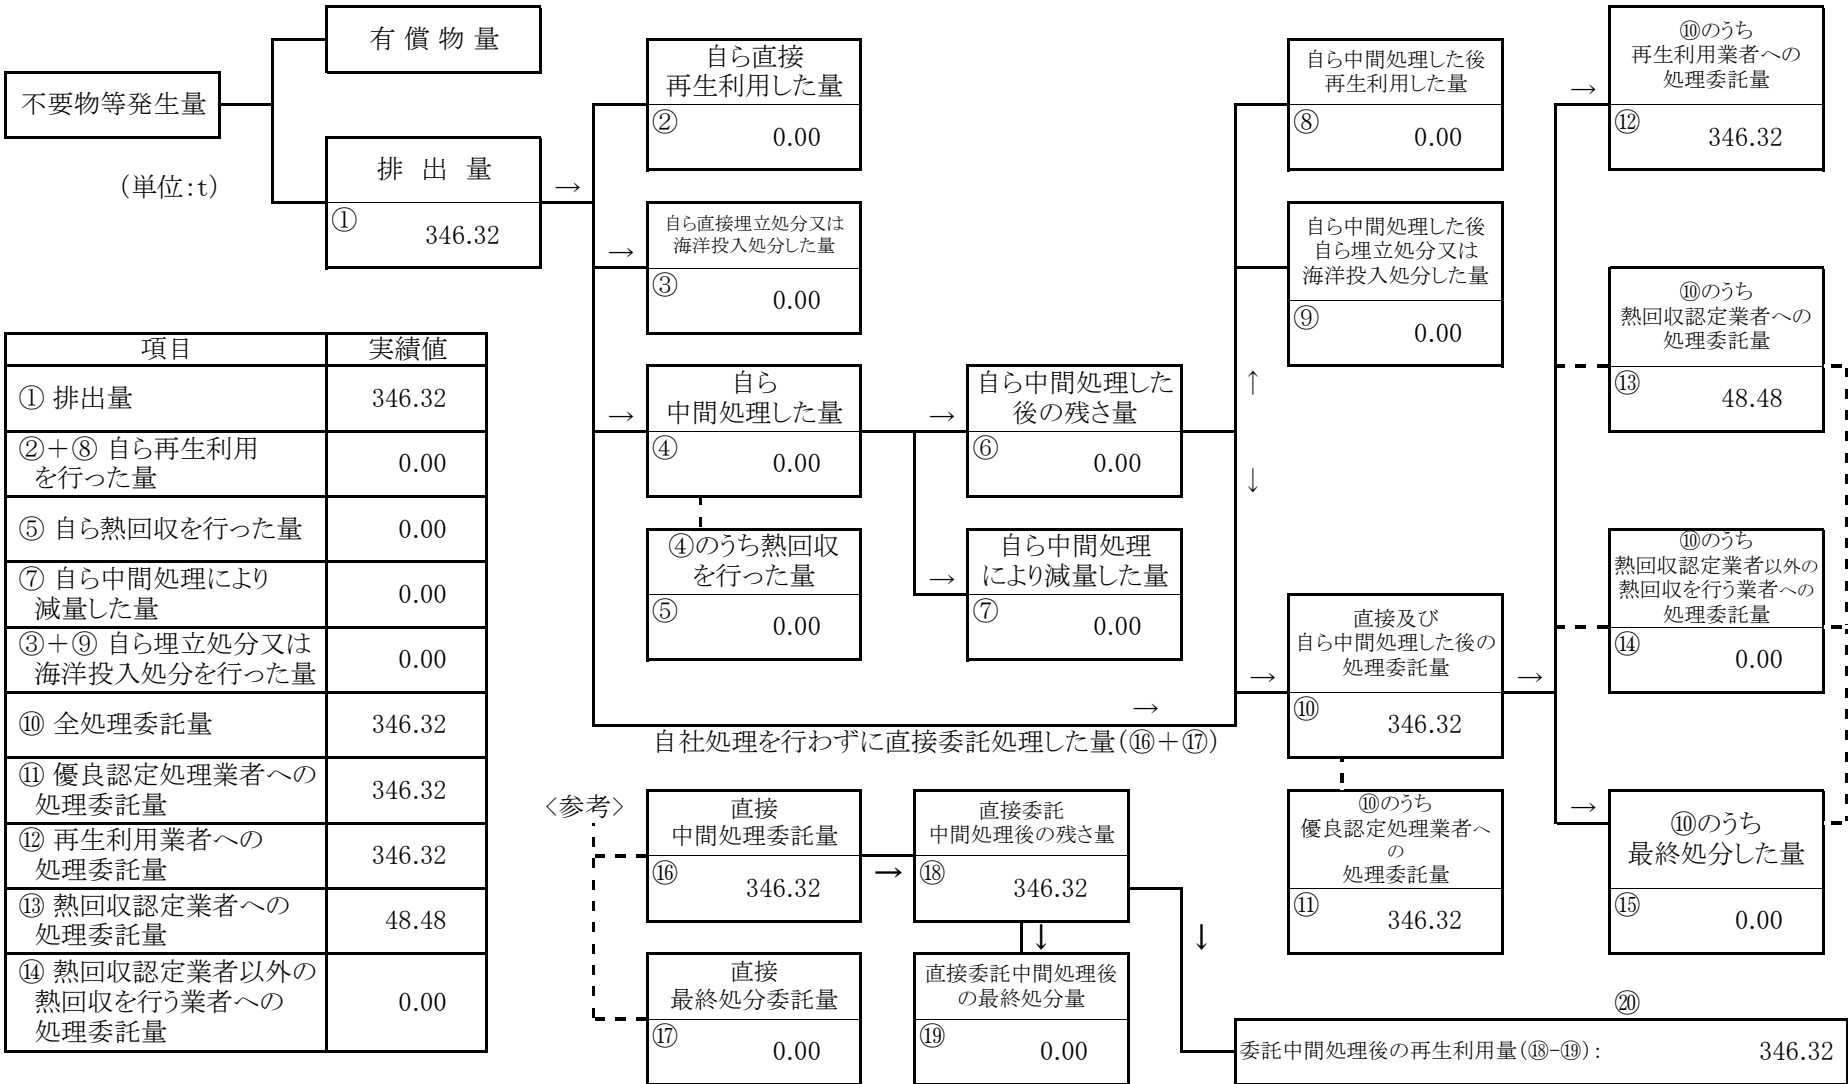 有 償 物 量
不要物等発生量
(単位:t)
排 出 量
①
346.32
→
自ら直接
再生利用した量
②
0.00
→
自ら直接埋立処分又は
海洋投入処分した量
③
0.00
→
自ら
中間処理した量
④
0.00
④のうち熱回収
を行った量
⑤
0.00
→
自ら中間処理した
後の残さ量
⑥
0.00
→
自ら中間処理
により減量した量
⑦
0.00
↑
↓
自ら中間処理した後
再生利用した量
⑧
0.00
自ら中間処理した後
自ら埋立処分又は
海洋投入処分した量
⑨
0.00
→
直接及び
自ら中間処理した後の
処理委託量
⑩
346.32
→
自社処理を行わずに直接委託処理した量(⑯+⑰)
⑩のうち
優良認定処理業者へ
の
処理委託量
⑪
346.32
→
→
⑩のうち
再生利用業者への
処理委託量
⑫
346.32
⑩のうち
熱回収認定業者への
処理委託量
⑬
48.48
⑩のうち
熱回収認定業者以外の
熱回収を行う業者への
処理委託量
⑭
0.00
→
⑩のうち
最終処分した量
⑮
0.00
項目 実績値
① 排出量 346.32
②+⑧ 自ら再生利用
を行った量 0.00
⑤ 自ら熱回収を行った量 0.00
⑦ 自ら中間処理により
減量した量 0.00
③+⑨ 自ら埋立処分又は
海洋投入処分を行った量 0.00
⑩ 全処理委託量 346.32
⑪ 優良認定処理業者への
処理委託量 346.32
⑫ 再生利用業者への
処理委託量 346.32
⑬ 熱回収認定業者への
処理委託量 48.48
⑭ 熱回収認定業者以外の
熱回収を行う業者への
処理委託量 0.00
〈参考〉
直接
中間処理委託量
⑯
346.32
→
直接委託
中間処理後の残さ量
⑱
346.32
↓
↓
直接
最終処分委託量
⑰
0.00
直接委託中間処理後
の最終処分量
⑲
0.00
⑳
委託中間処理後の再生利用量(⑱-⑲): 346.32